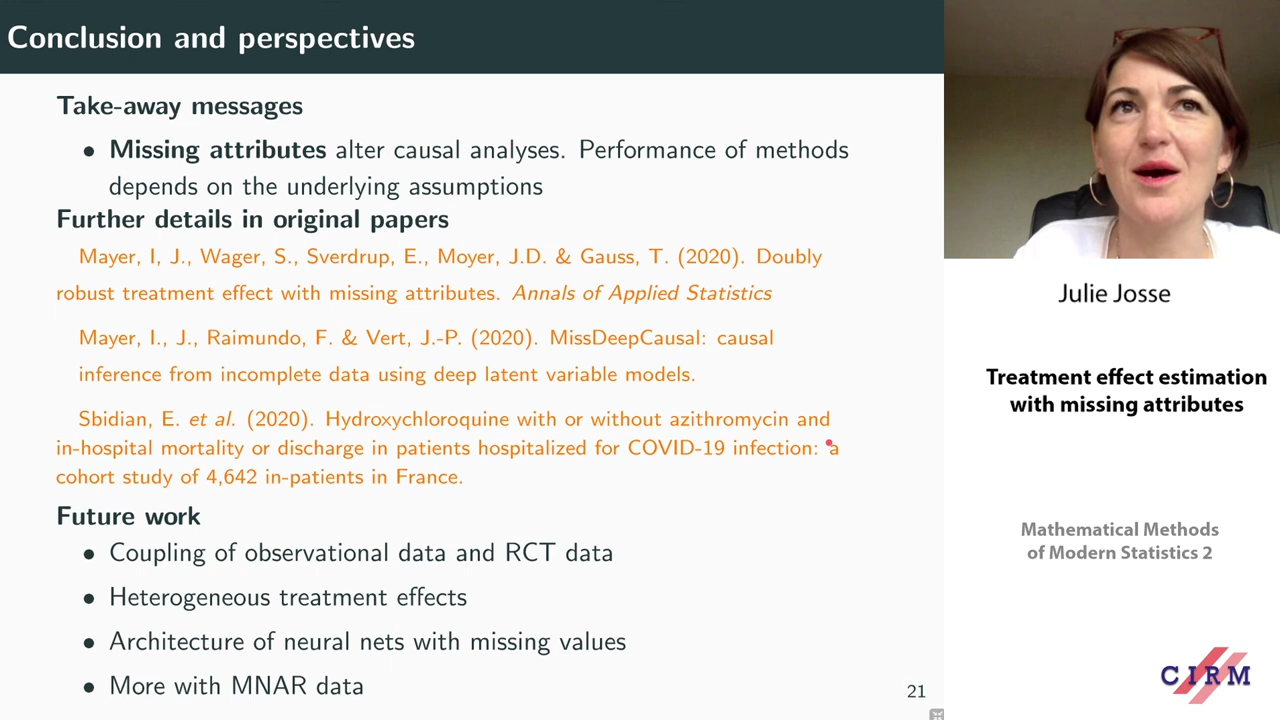 Conclusion and perspectives
Take-away messages
• Missing attributes alter causal analyses. Performance of methods
depends on the underlying assumptions
Further details in original papers
Mayer, I, J., Wager, S., Sverdrup, E., Moyer, J.D. & Gauss, T. (2020). Doubly
robust treatment effect with missing attributes. Annals of Applied Statistics
Mayer, I., J., Raimundo, F. & Vert, J.-P. (2020). MissDeepCausal: causal
inference from incomplete data using deep latent variable models.
Sbidian, E. et al. (2020). Hydroxychloroquine with or without azithromycin and
in-hospital mortality or discharge in patients hospitalized for COVID-19 infection: a
cohort study of 4,642 in-patients in France.
Future work
• Coupling of observational data and RCT data
• Heterogeneous treatment effects
• Architecture of neural nets with missing values
• More with MNAR data
21
Julie Josse
Treatment effect estimation
with missing attributes
Mathematical Methods
of Modern Statistics 2
CIRM